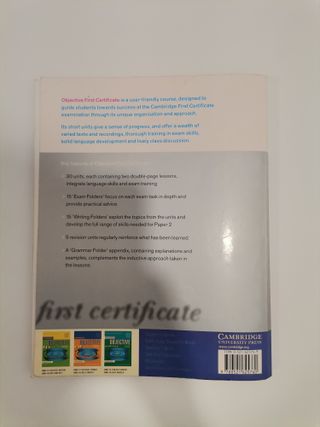 Objective First Certificate is a user-friendly course, designed to
guide students towards success at the Cambridge First Certificate
examination through its unique organisation and approach.
Its short units give a sense of progress, and offer a wealth of
varied texts and recordings, thorough training in exam skills,
solid language development and lively class discussion.
30 units, each containing two double-page lessons,
integrate language skills and exam training
15 'Exam Folders' focus on each exam task in depth and
provide practical advice
15 'Writing Folders' exploit the topics from the units and
develop the full range of skills needed for Paper 2
6 revision units regularly reinforce what has been learned
A 'Grammar Folder' appendix, containing explanations and
examples, complements the inductive approach taken in
the lessons.
first certificate
CAMBRIDGE
UNIVERSITY PRESS
www.cambridge.org
OBJECTIVE